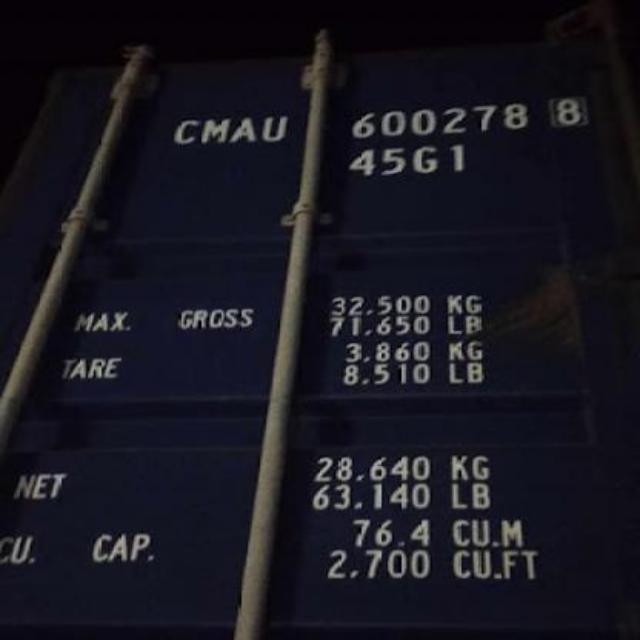 CMAU 600278 8
45G1
MAX. GROSS 32.500 KG
71.650 LB
TARE 3.860 KG
8.510 LB
NET 28.640 KG
63.140 LB
CU. CAP. 76.4 CU.M
2.700 CU.FT